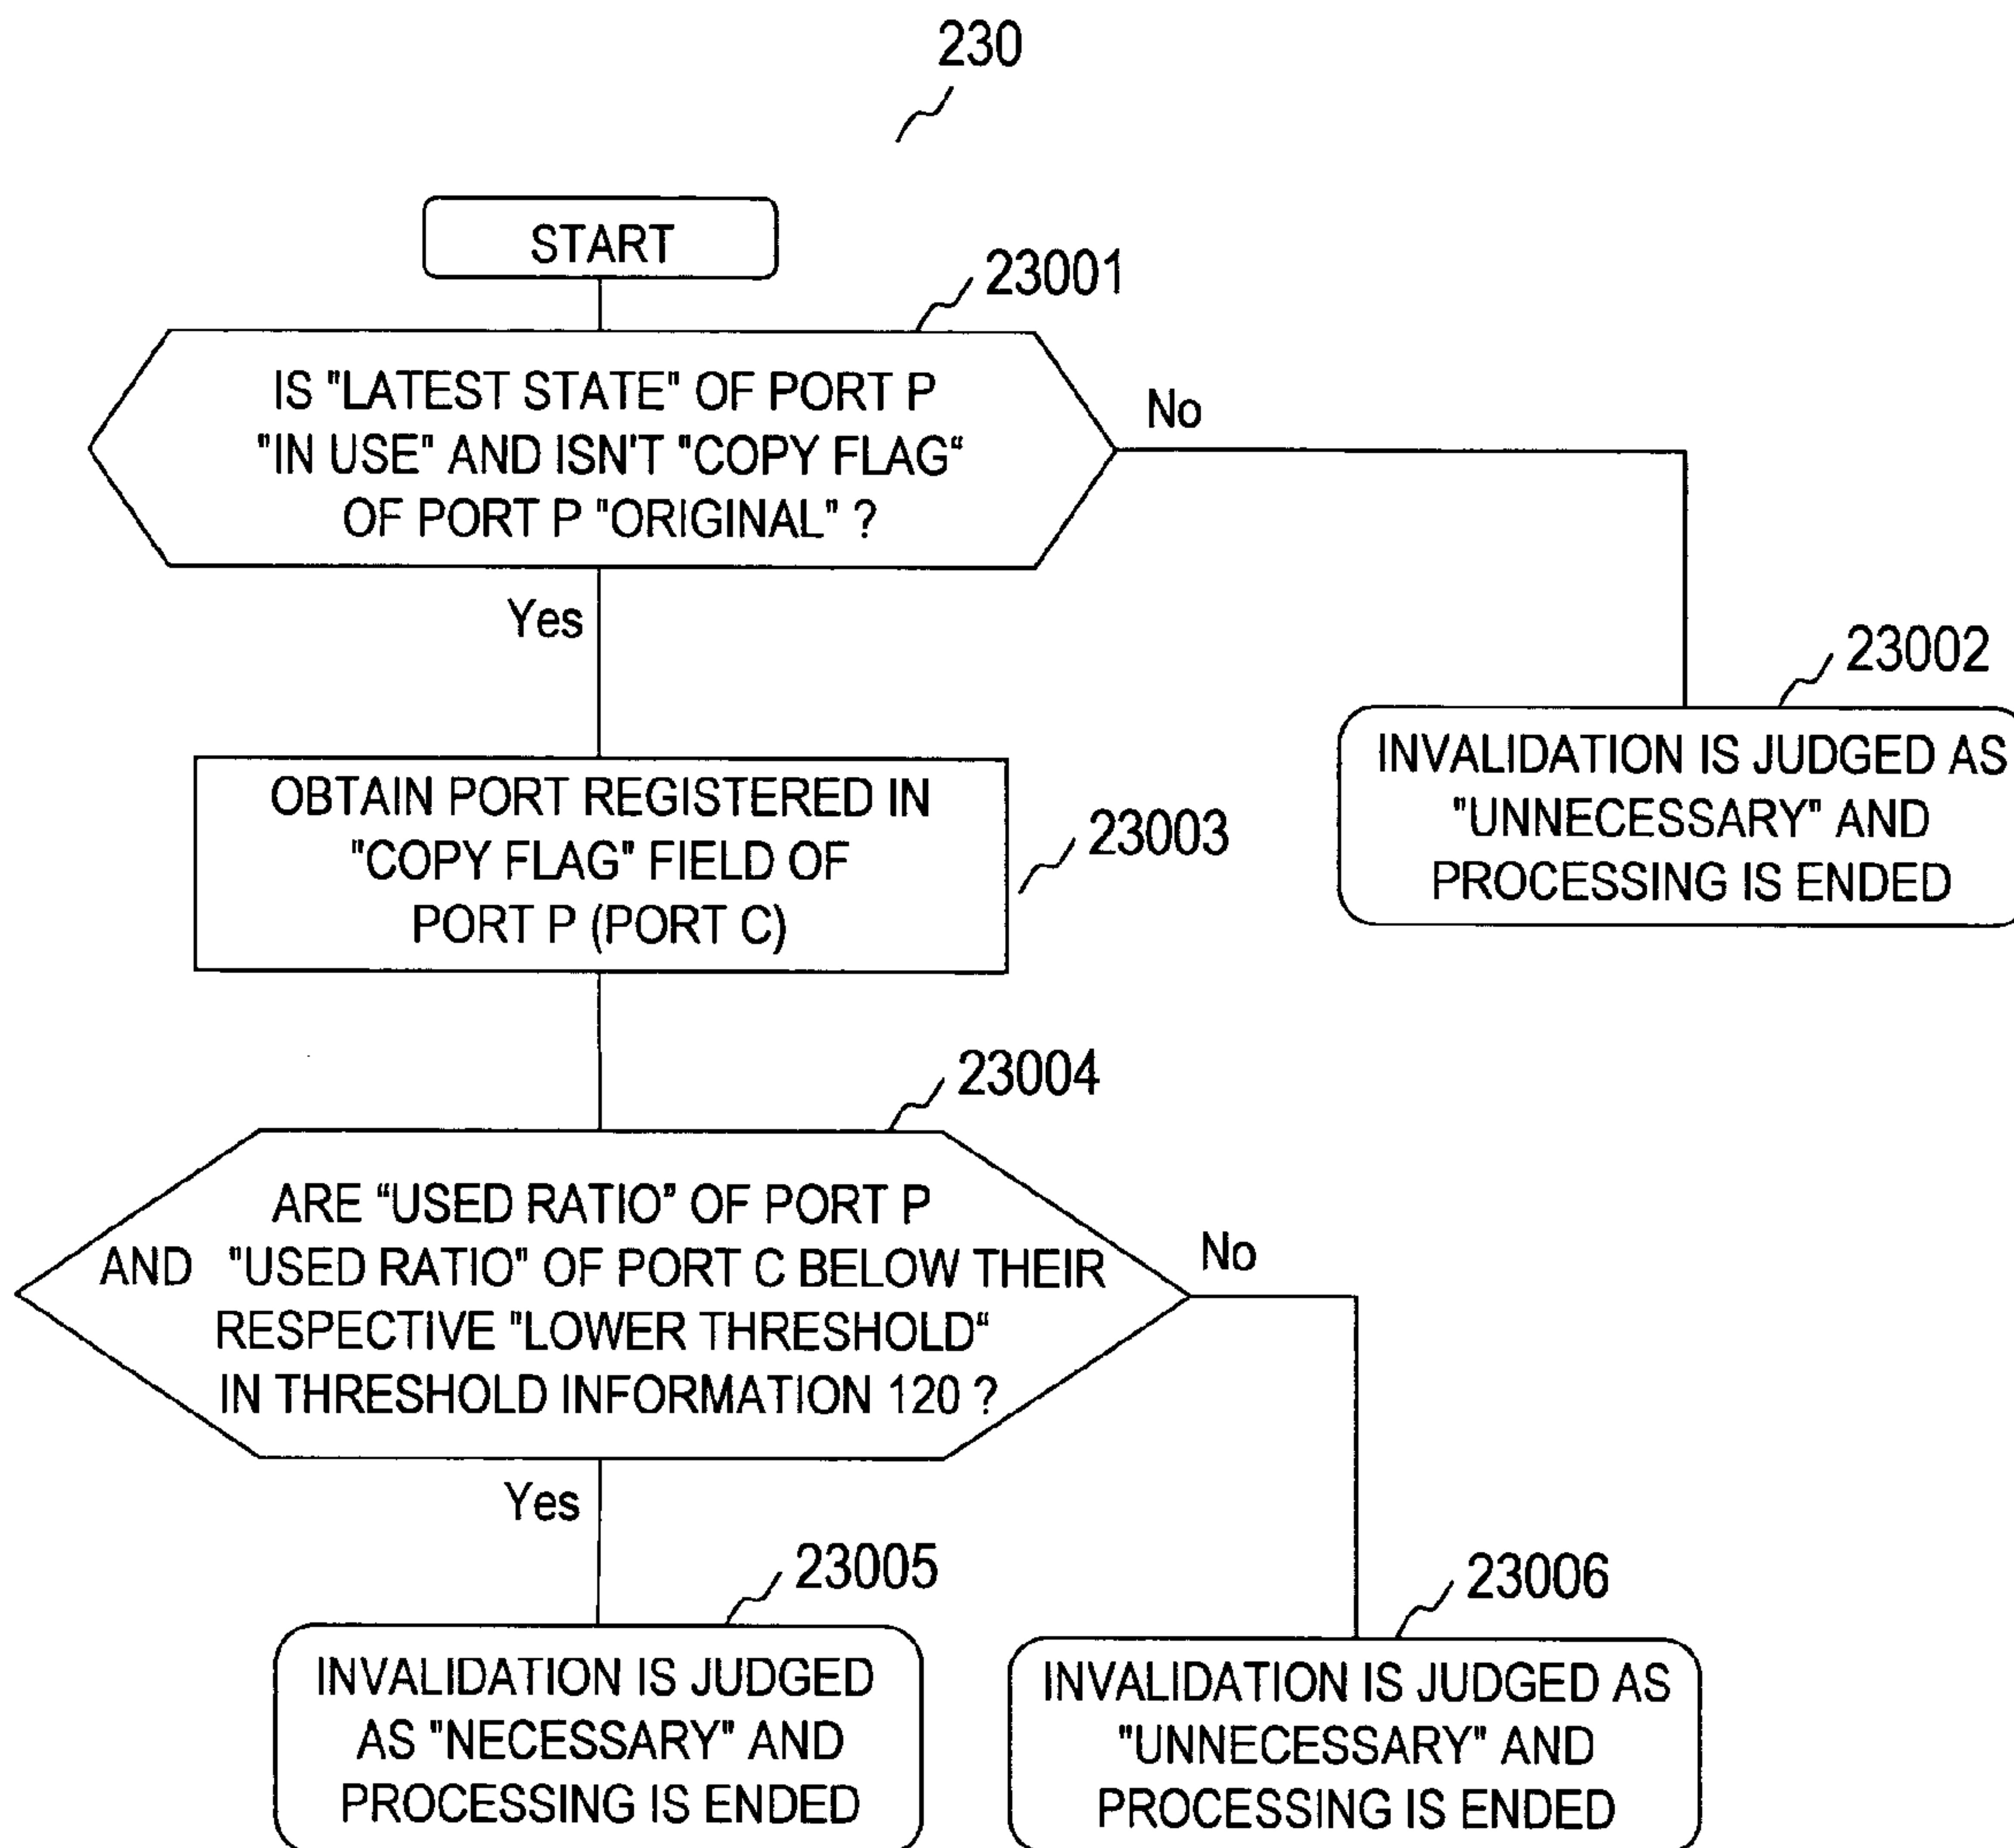 230
START
23001
IS "LATEST STATE" OF PORT P
"IN USE" AND ISN'T "COPY FLAG“
OF PORT P "ORIGINAL" ?
No
Yes
23002
INVALIDATION IS JUDGED AS
"UNNECESSARY" AND
PROCESSING IS ENDED
OBTAIN PORT REGISTERED IN
"COPY FLAG" FIELD OF
PORT P (PORT C)
23003
23004
ARE “USED RATIO" OF PORT P
AND "USED RATIO" OF PORT C BELOW THEIR
RESPECTIVE "LOWER THRESHOLD“
IN THRESHOLD INFORMATION 120 ?
No
Yes
23005
INVALIDATION IS JUDGED
AS "NECESSARY" AND
PROCESSING IS ENDED
23006
INVALIDATION IS JUDGED AS
"UNNECESSARY" AND
PROCESSING IS ENDED